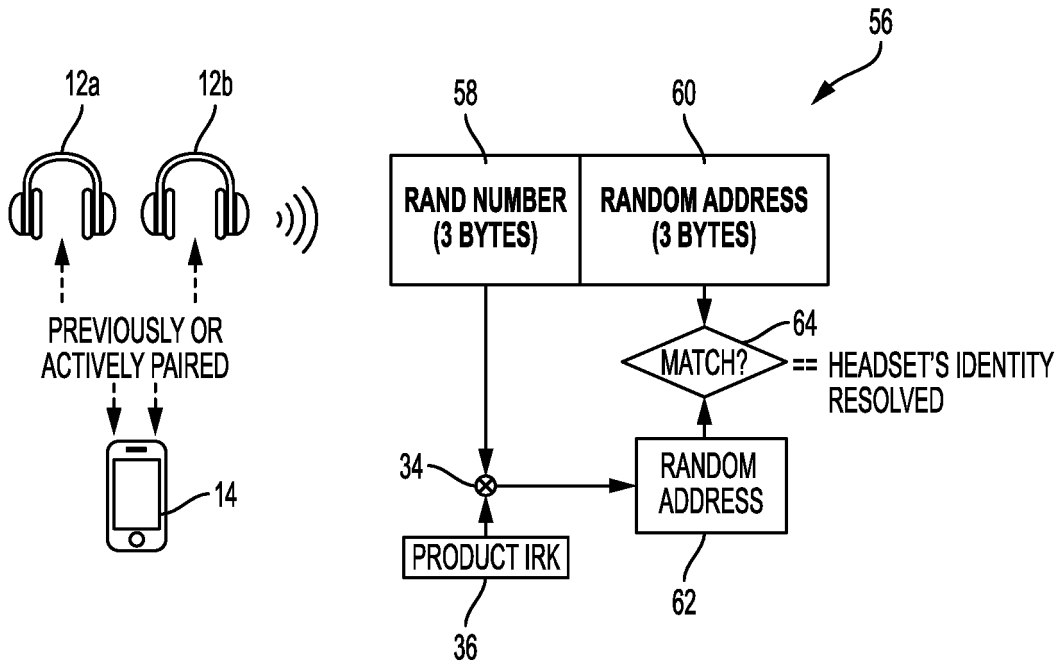 56
12a
12b
58
60
RAND NUMBER
(3 BYTES)
RANDOM ADDRESS
(3 BYTES)
PREVIOUSLY OR
ACTIVELY PAIRED
64
MATCH?
== HEADSET'S IDENTITY
RESOLVED
34
RANDOM
ADDRESS
14
PRODUCT IRK
62
36